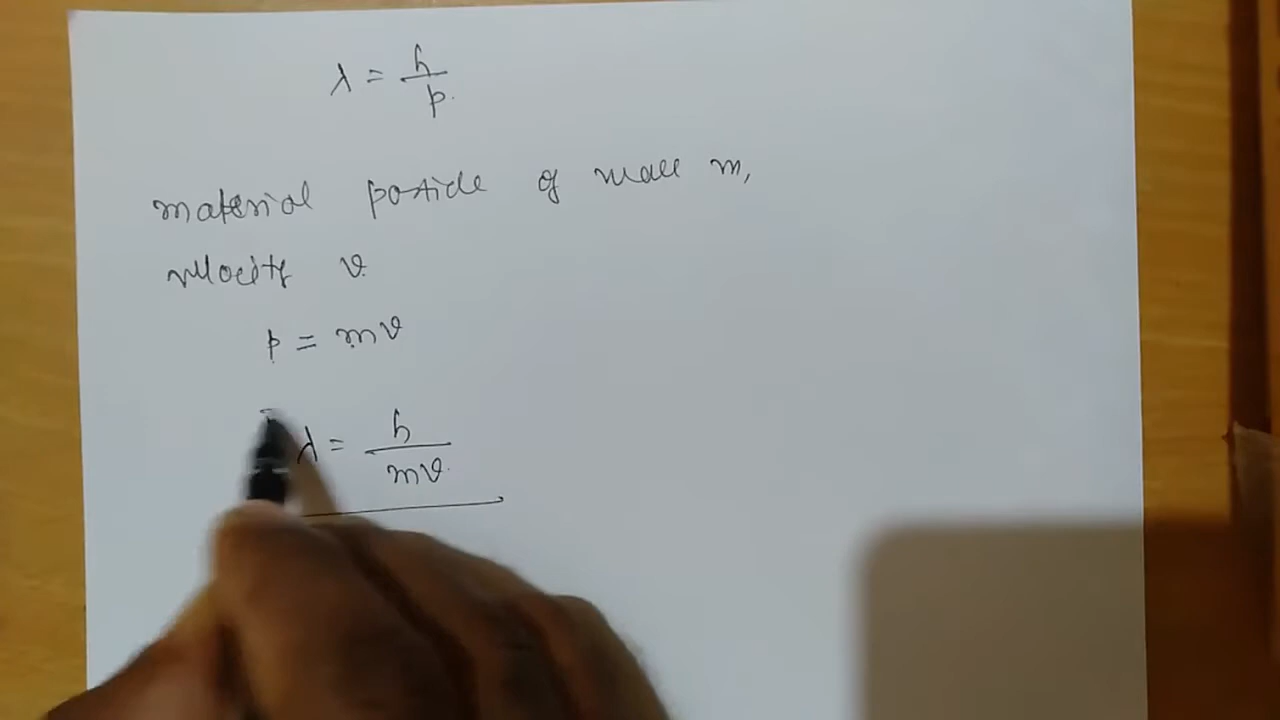 λ = h/p.
material particle of mass m,
velocity v
p = mv
λ = h/mv.